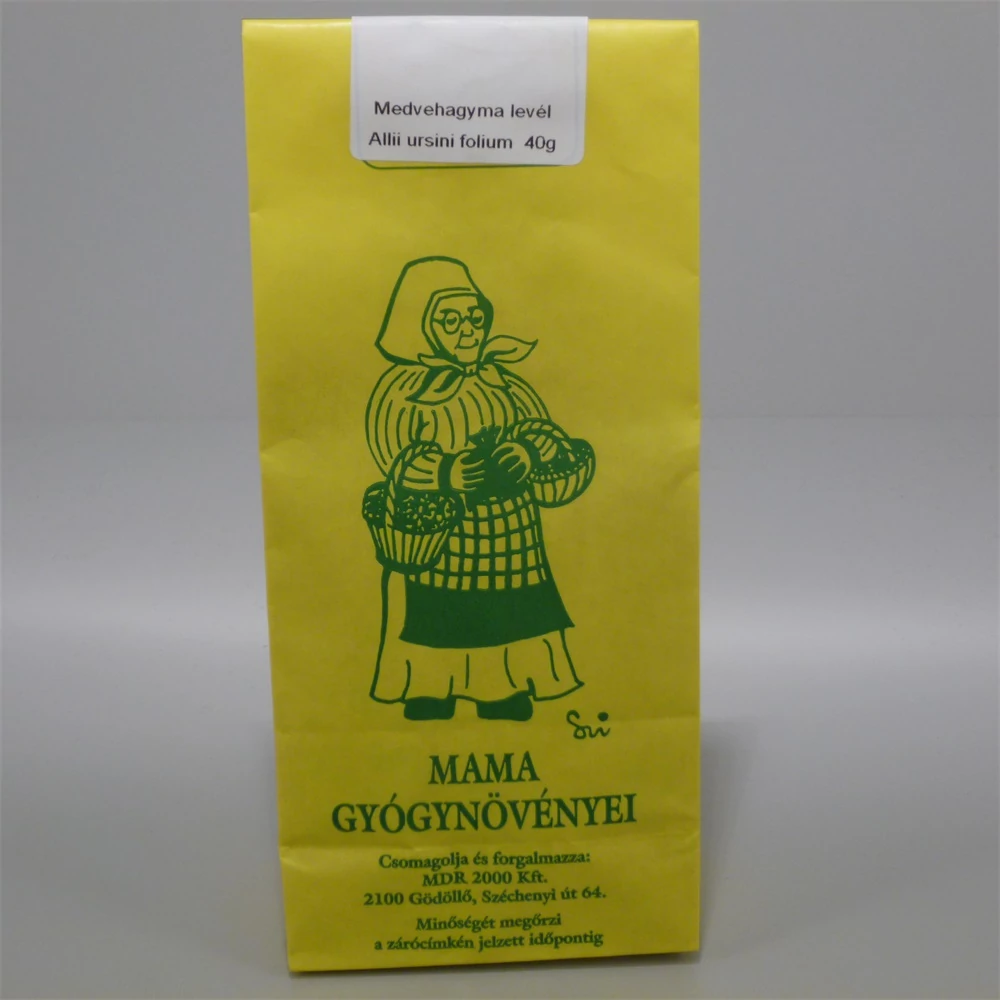 Medvehagyma levél
Allii ursini folium 40g
Sri
MAMA
GYÓGYNÖVÉNYEI
Csomagolja és forgalmazza:
MDR 2000 Kft.
2100 Gödöllő, Széchenyi út 64.
Minőségét megőrzi
a zárócímkén jelzett időpontig